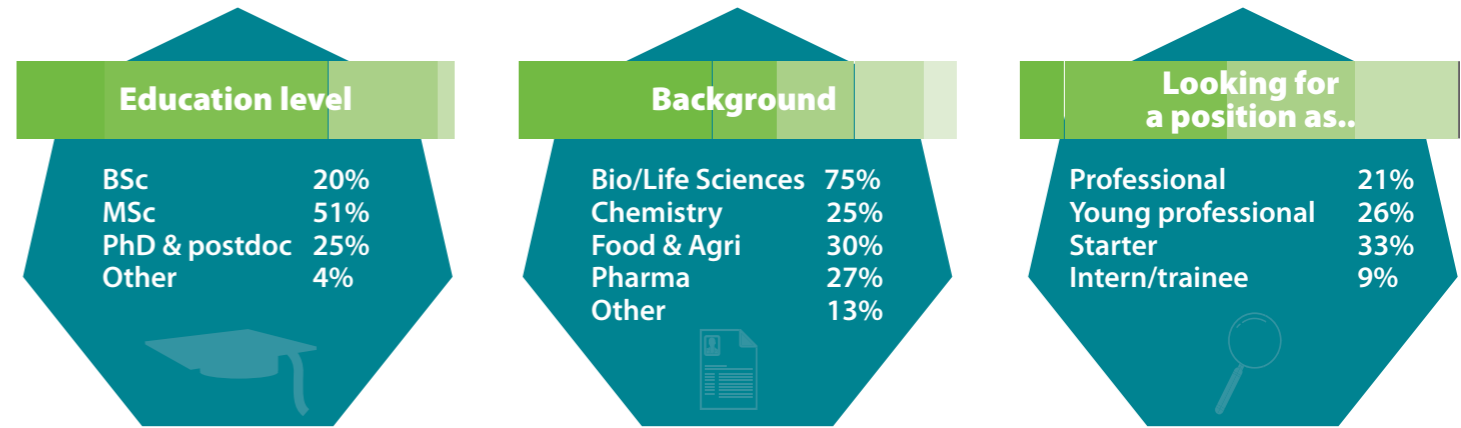 Education level
BSc 20%
MSc 51%
PhD & postdoc 25%
Other 4%
Background
Bio/Life Sciences 75%
Chemistry 25%
Food & Agri 30%
Pharma 27%
Other 13%
Looking for
a position as..
Professional 21%
Young professional 26%
Starter 33%
Intern/trainee 9%